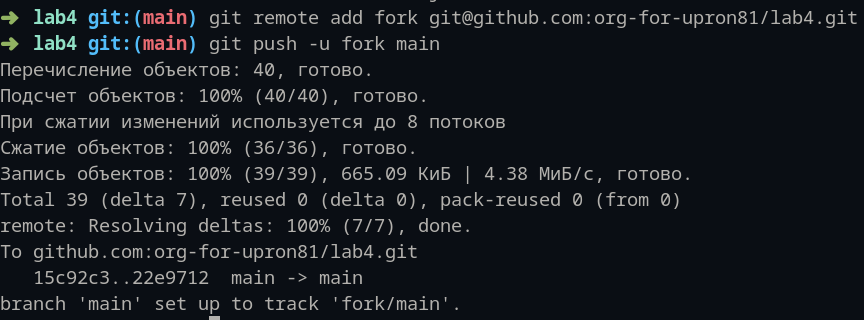 ➜ lab4 git:(main) git remote add fork git@github.com:org-for-upron81/lab4.git
➜ lab4 git:(main) git push -u fork main
Перечисление объектов: 40, готово.
Подсчет объектов: 100% (40/40), готово.
При сжатии изменений используется до 8 потоков
Сжатие объектов: 100% (36/36), готово.
Запись объектов: 100% (39/39), 665.09 КиБ | 4.38 МиБ/с, готово.
Total 39 (delta 7), reused 0 (delta 0), pack-reused 0 (from 0)
remote: Resolving deltas: 100% (7/7), done.
To github.com:org-for-upron81/lab4.git
   15c92c3..22e9712  main -> main
branch 'main' set up to track 'fork/main'.